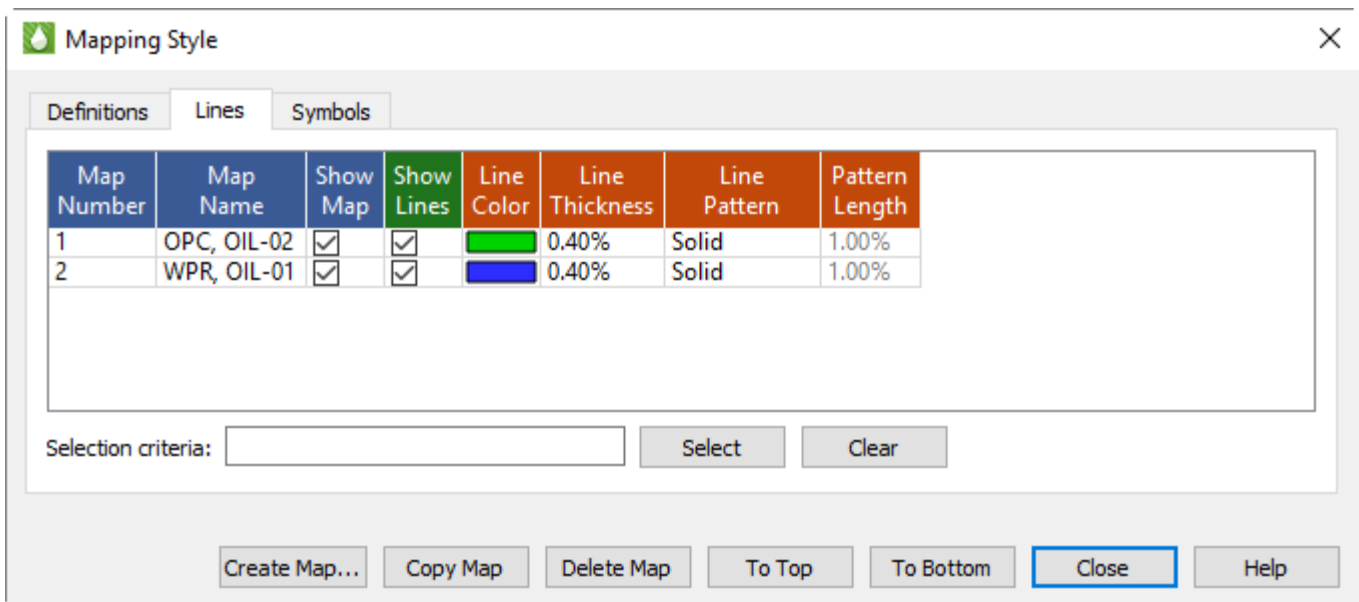 Mapping Style
Definitions Lines Symbols
Map Number Map Name Show Map Show Lines Line Color Line Thickness Line Pattern Pattern Length
1 OPC, OIL-02 0.40% Solid 1.00%
2 WPR, OIL-01 0.40% Solid 1.00%
Selection criteria: Select Clear
Create Map... Copy Map Delete Map To Top To Bottom Close Help